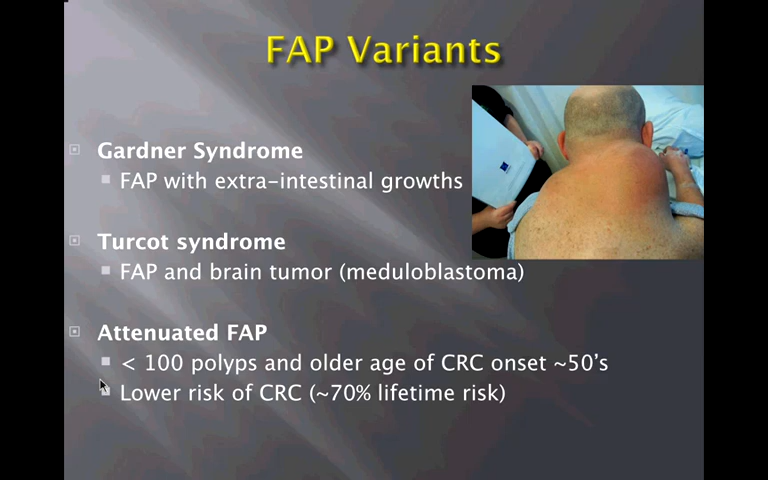 FAP Variants
Gardner Syndrome
FAP with extra-intestinal growths
Turcot syndrome
FAP and brain tumor (meduloblastoma)
Attenuated FAP
< 100 polyps and older age of CRC onset ~50's
Lower risk of CRC (~70% lifetime risk)